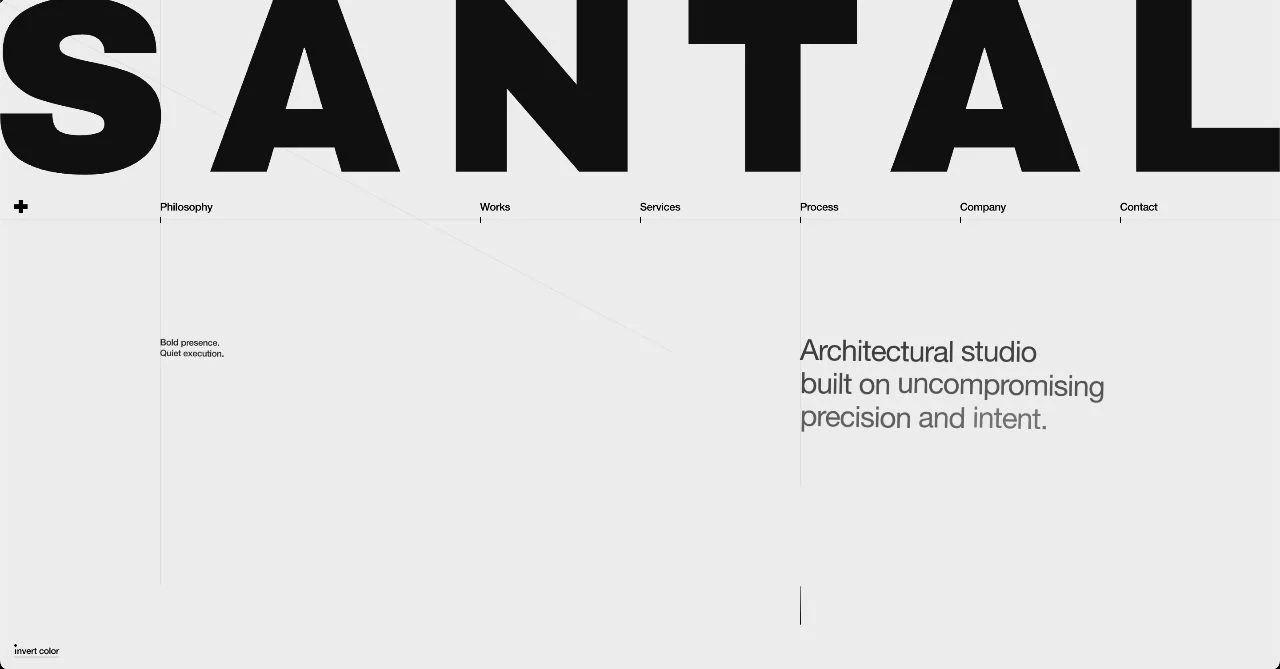 SANTAL
Philosophy Works Services Process Company Contact
Bold presence.
Quiet execution.
Architectural studio
built on uncompromising
precision and intent.
invert color